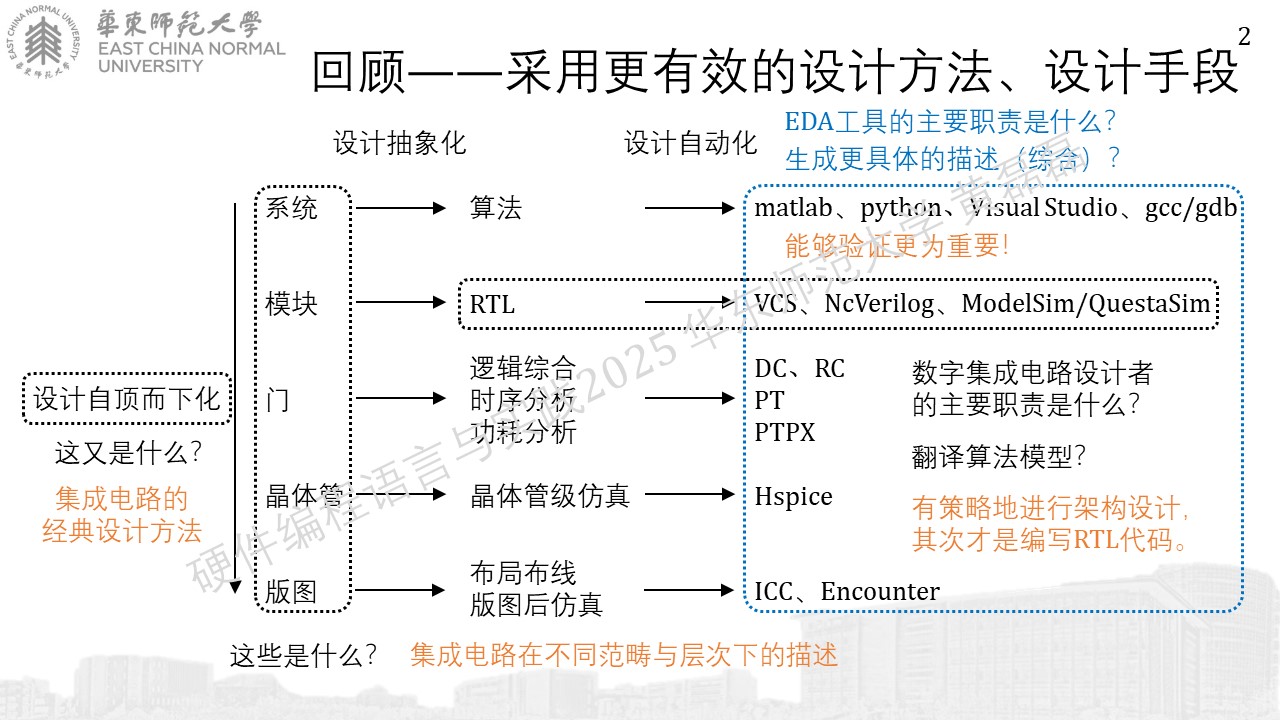 華東師範大學
EAST CHINA NORMAL
UNIVERSITY
EAST CHINA NORMAL UNIVERSITY
華東師範大學
2
回顾——采用更有效的设计方法、设计手段
设计抽象化
设计自动化
EDA工具的主要职责是什么?
生成更具体的描述（综合）?
系统
算法
matlab、python、Visual Studio、gcc/gdb
能够验证更为重要!
模块
RTL
VCS、NcVerilog、ModelSim/QuestaSim
设计自顶而下化
这又是什么?
集成电路的
经典设计方法
门
逻辑综合
时序分析
功耗分析
DC、RC
PT
PTPX
数字集成电路设计者
的主要职责是什么?
翻译算法模型?
有策略地进行架构设计,
其次才是编写RTL代码。
晶体管
晶体管级仿真
Hspice
版图
布局布线
版图后仿真
ICC、Encounter
这些是什么?
集成电路在不同范畴与层次下的描述
硬件编程语言与实践2025 华东师范大学 黄磊磊